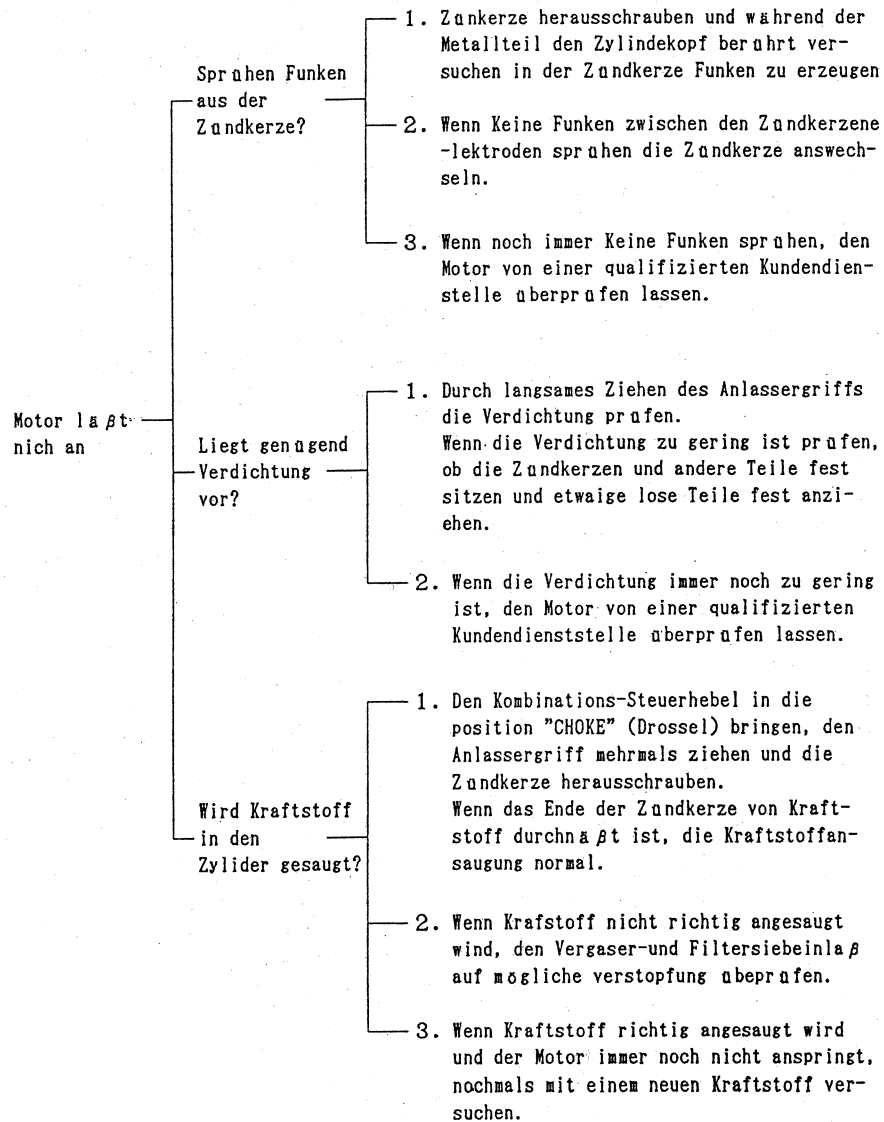 Motor läßt
nich an
Sprühen Funken
aus der
Zündkerze?
1. Zünkerze herausschrauben und während der
Metallteil den Zylindekopf berührt ver-
suchen in der Zündkerze Funken zu erzeugen
2. Wenn Keine Funken zwischen den Zündkerzene
-lektroden sprühen die Zündkerze answech-
seln.
3. Wenn noch immer Keine Funken sprühen, den
Motor von einer qualifizierten Kundendien-
stelle überprüfen lassen.
Liegt genügend
Verdichtung
vor?
1. Durch langsames Ziehen des Anlassergriffs
die Verdichtung prüfen.
Wenn die Verdichtung zu gering ist prüfen,
ob die Zündkerzen und andere Teile fest
sitzen und etwaige lose Teile fest anzi-
ehen.
2. Wenn die Verdichtung immer noch zu gering
ist, den Motor von einer qualifizierten
Kundendienststelle überprüfen lassen.
Wird Kraftstoff
in den
Zylider gesaugt?
1. Den Kombinations-Steuerhebel in die
position "CHOKE" (Drossel) bringen, den
Anlassergriff mehrmals ziehen und die
Zündkerze herausschrauben.
Wenn das Ende der Zündkerze von Kraft-
stoff durchnäßt ist, die Kraftstoffan-
saugung normal.
2. Wenn Krafstoff nicht richtig angesaugt
wind, den Vergaser-und Filtersiebeinlaß
auf mögliche verstopfung übeprüfen.
3. Wenn Kraftstoff richtig angesaugt wird
und der Motor immer noch nicht anspringt,
nochmals mit einem neuen Kraftstoff ver-
suchen.